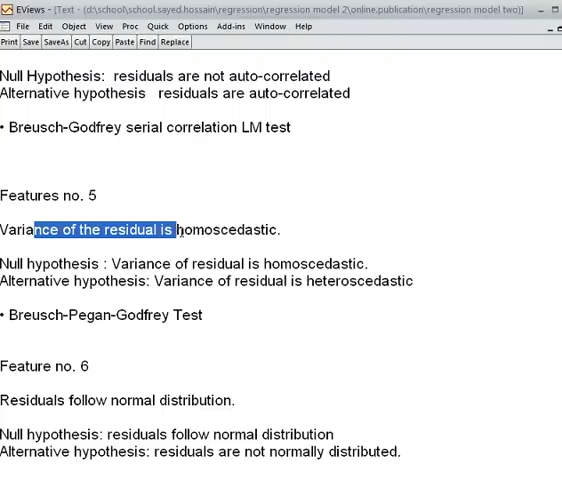 EViews - [Text - (d:\school\school.sayed.hossain\regression\regression model 2\online.publication\regression model two)]
File Edit Object View Proc Quick Options Add-ins Window Help
Print Save SaveAs Cut Copy Paste Find Replace
Null Hypothesis: residuals are not auto-correlated
Alternative hypothesis residuals are auto-correlated
• Breusch-Godfrey serial correlation LM test
Features no. 5
Variance of the residual is homoscedastic.
Null hypothesis : Variance of residual is homoscedastic.
Alternative hypothesis: Variance of residual is heteroscedastic
• Breusch-Pegan-Godfrey Test
Feature no. 6
Residuals follow normal distribution.
Null hypothesis: residuals follow normal distribution
Alternative hypothesis: residuals are not normally distributed.